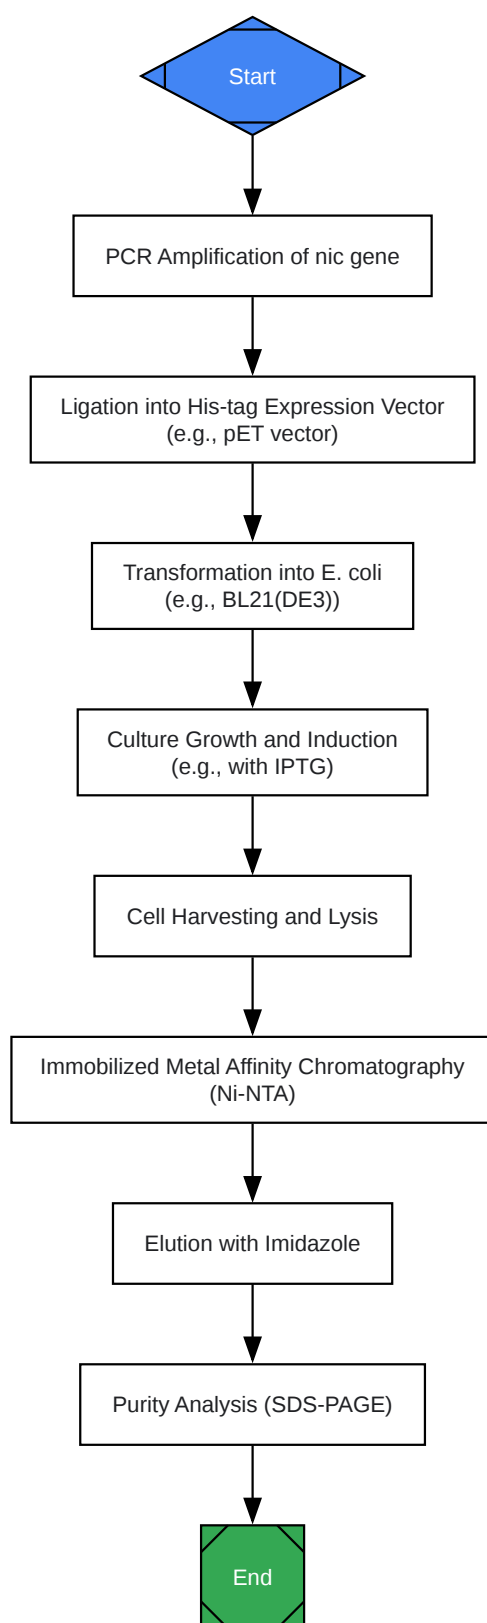 Start
PCR Amplification of nic gene
Ligation into His-tag Expression Vector
(e.g., pET vector)
Transformation into E. coli
(e.g., BL21(DE3))
Culture Growth and Induction
(e.g., with IPTG)
Cell Harvesting and Lysis
Immobilized Metal Affinity Chromatography
(Ni-NTA)
Elution with Imidazole
Purity Analysis (SDS-PAGE)
End